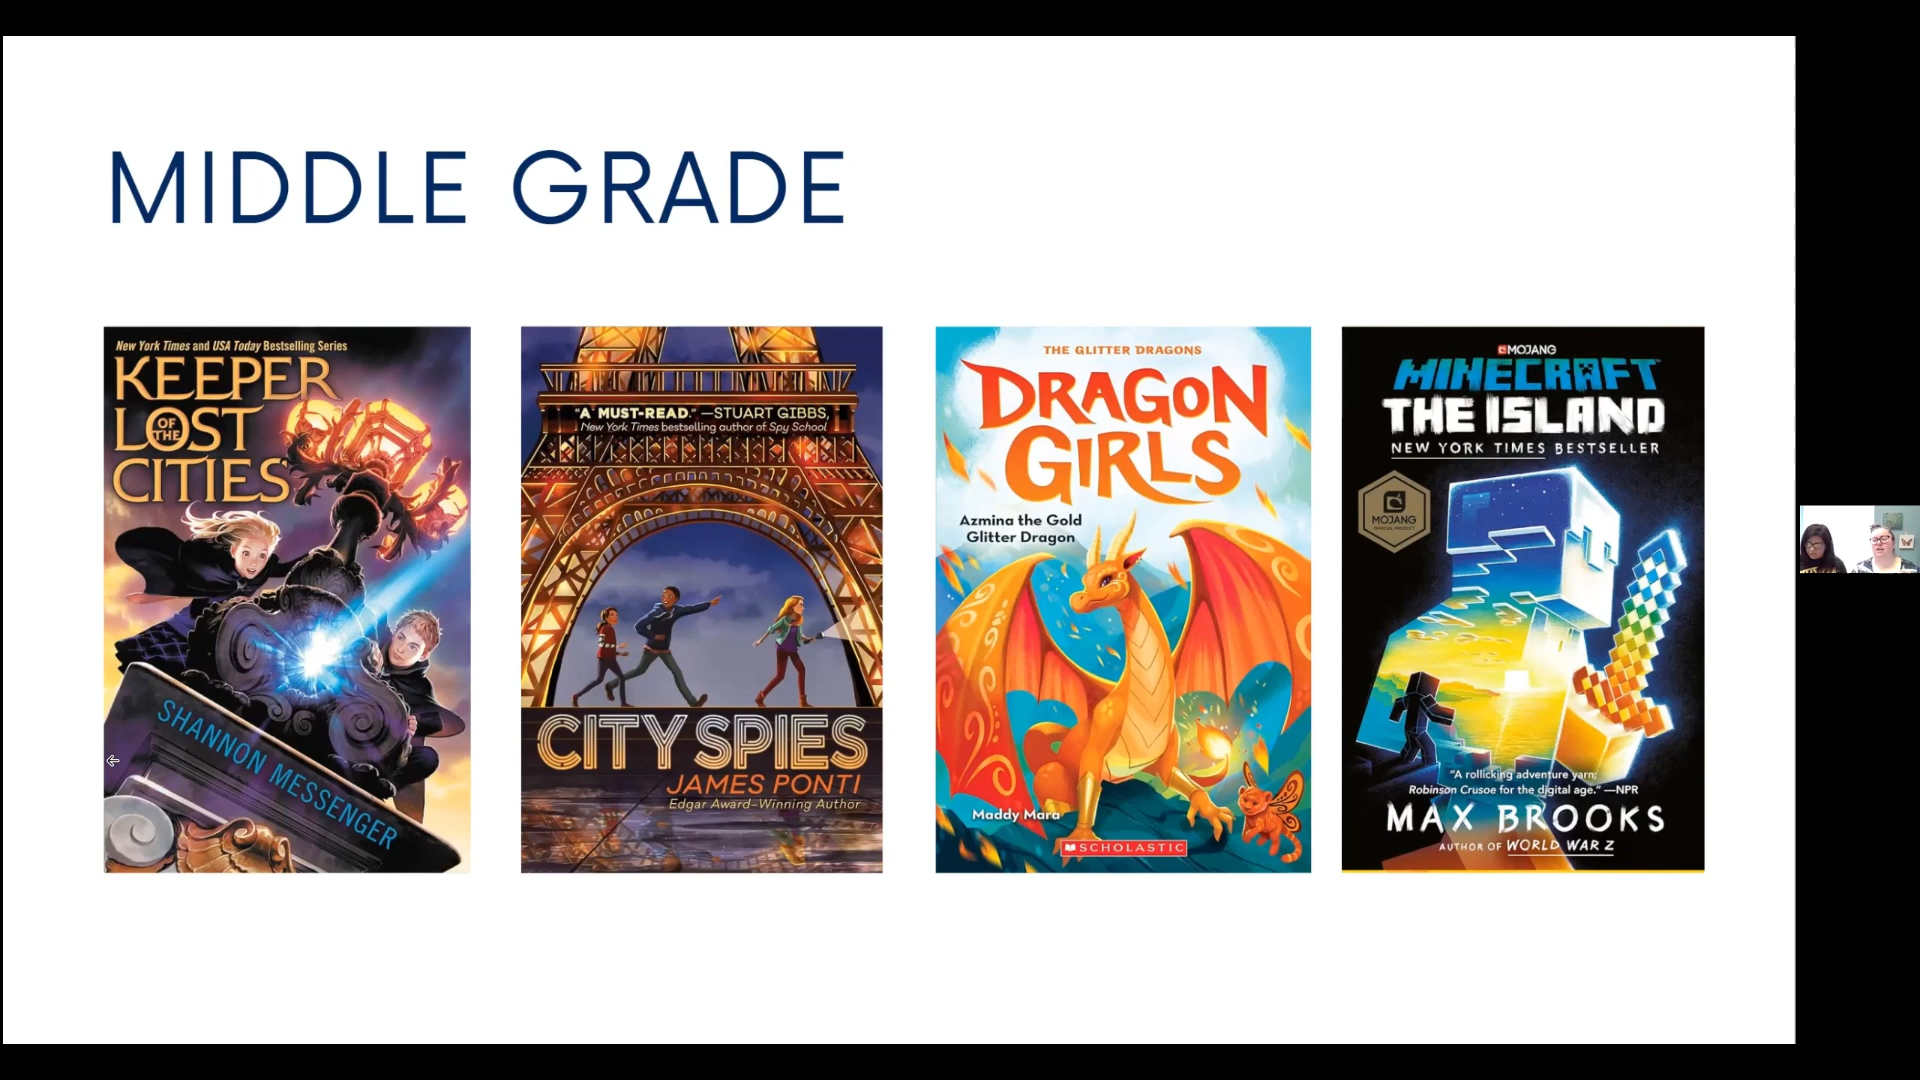 MIDDLE GRADE
New York Times and USA Today Bestselling Series
KEEPER
OF THE
LOST
CITIES
SHANNON MESSENGER
"A MUST-READ." —STUART GIBBS,
New York Times bestselling author of Spy School
CITY SPIES
JAMES PONTI
Edgar Award–Winning Author
THE GLITTER DRAGONS
DRAGON
GIRLS
Azmina the Gold
Glitter Dragon
Maddy Mara
SCHOLASTIC
MOJANG
MINECRAFT
THE ISLAND
NEW YORK TIMES BESTSELLER
MOJANG
OFFICIAL PRODUCT
"A rollicking adventure yarn;
Robinson Crusoe for the digital age." —NPR
MAX BROOKS
AUTHOR OF WORLD WAR Z